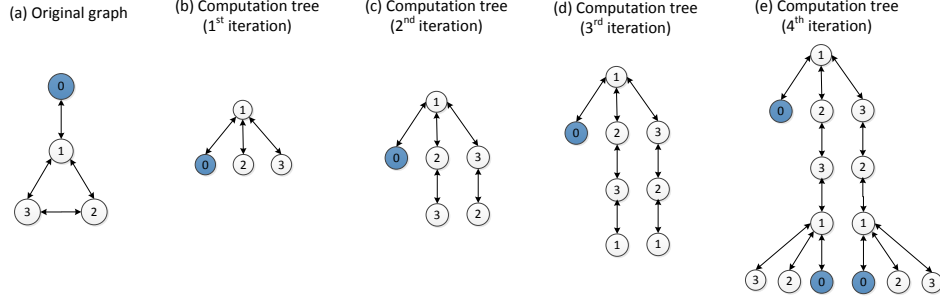 (a) Original graph
0
1
3 2
(b) Computation tree
(1st iteration)
1
0 2 3
(c) Computation tree
(2nd iteration)
1
0 2 3
3 2
(d) Computation tree
(3rd iteration)
1
0 2 3
3 2
1 1
(e) Computation tree
(4th iteration)
1
0 2 3
3 2
1 1
3 2 0 0 2 3